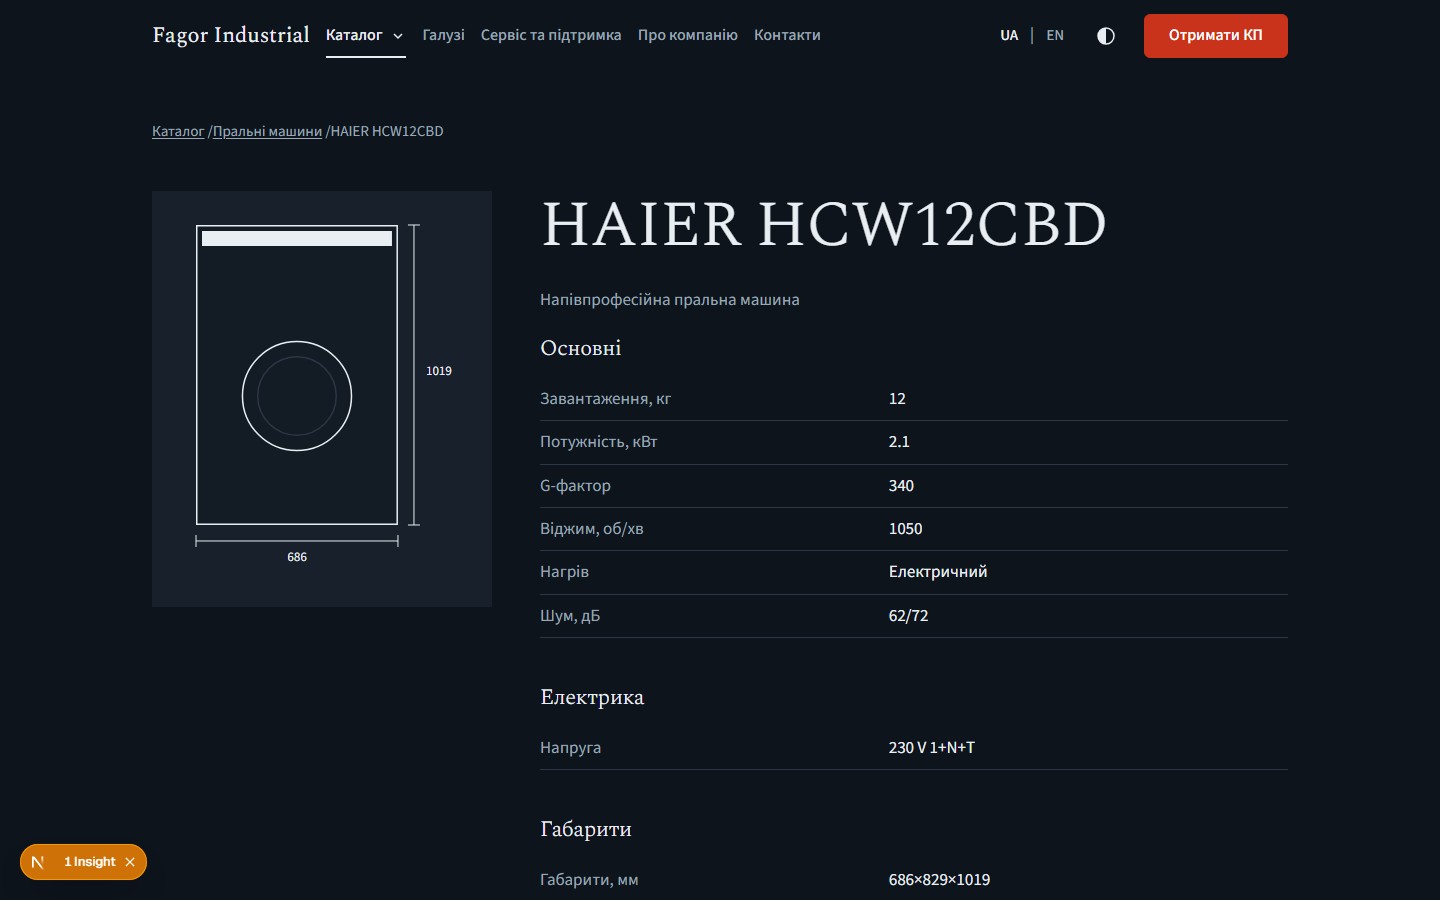 Fagor Industrial Каталог Галузі Сервіс та підтримка Про компанію Контакти UA | EN Отримати КП
Каталог /Пральні машини /HAIER HCW12CBD
HAIER HCW12CBD
1019
686
Напівпрофесійна пральна машина
Основні
Завантаження, кг 12
Потужність, кВт 2.1
G-фактор 340
Віджим, об/хв 1050
Нагрів Електричний
Шум, дБ 62/72
Електрика
Напруга 230 V 1+N+T
Габарити
Габарити, мм 686×829×1019
N 1 Insight ×